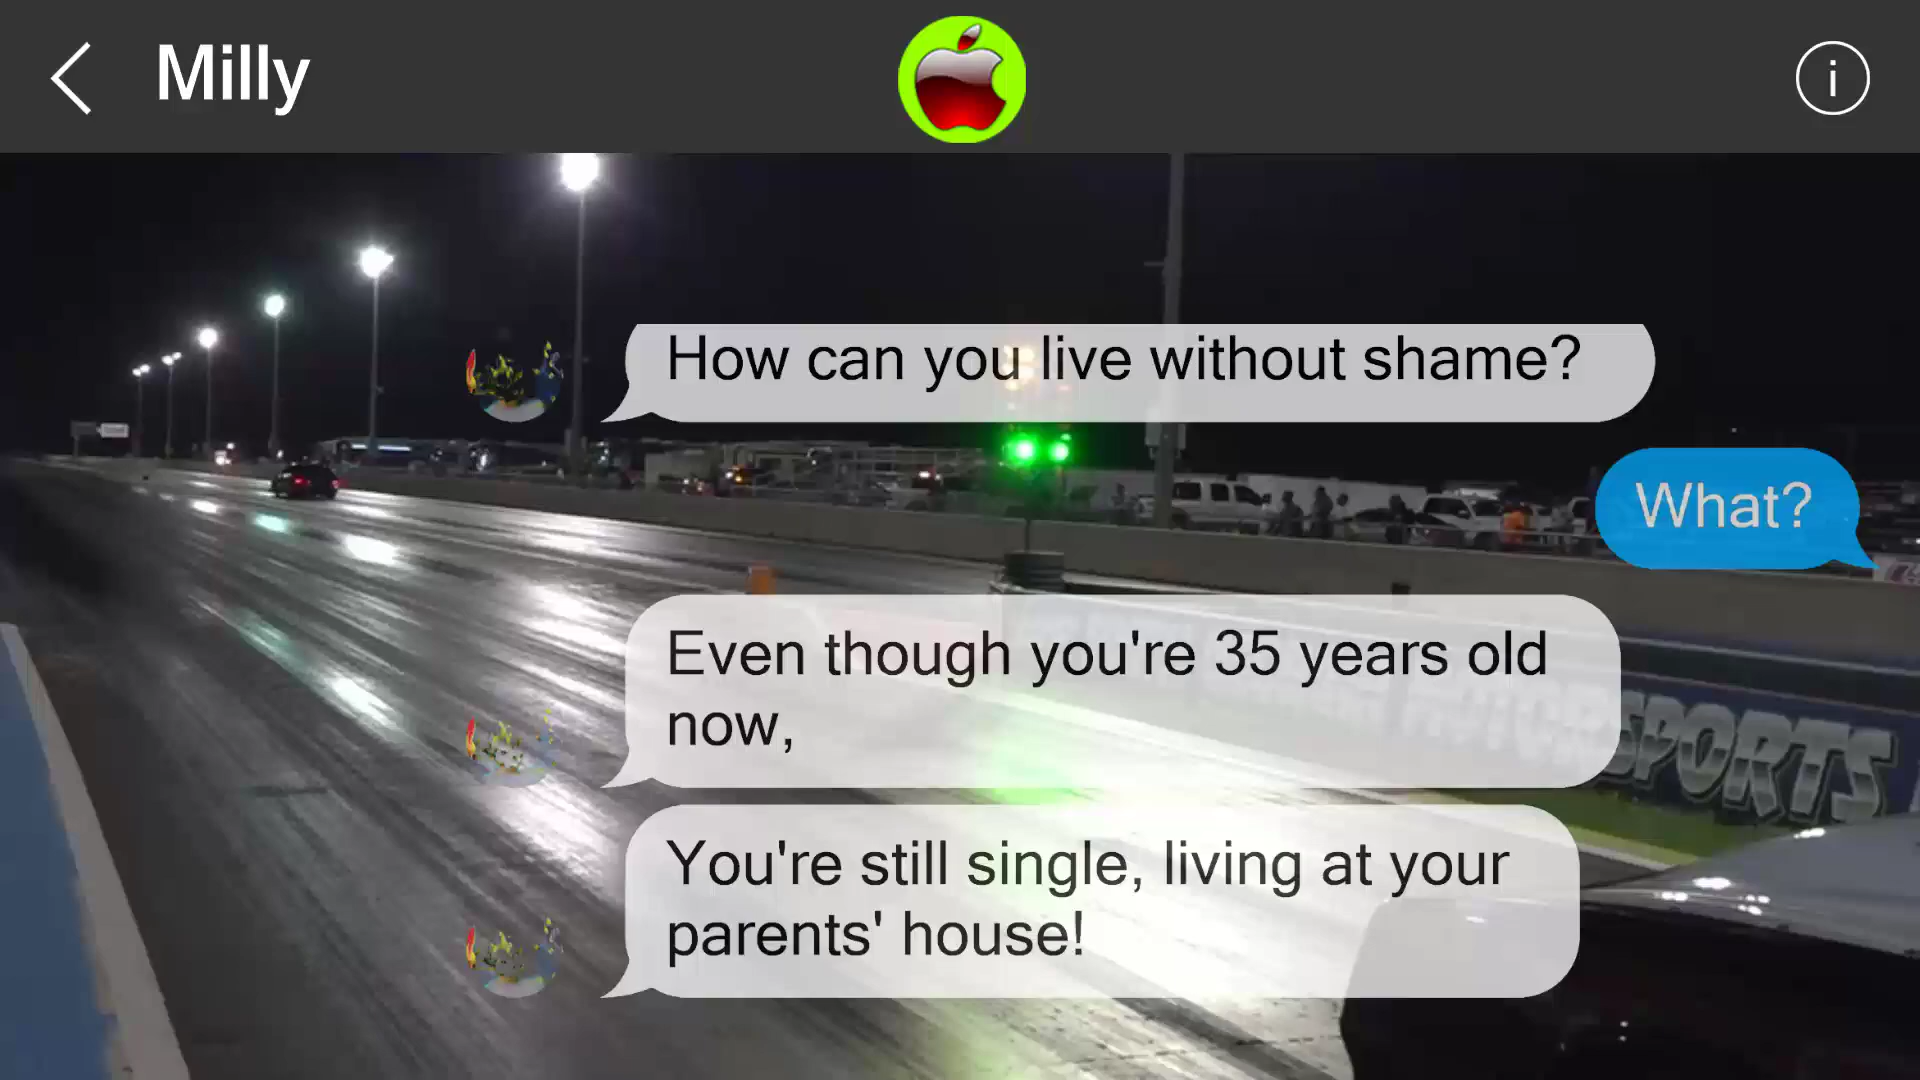 Milly
i
How can you live without shame?
What?
Even though you're 35 years old
now,
You're still single, living at your
parents' house!
MOTORSPORTS